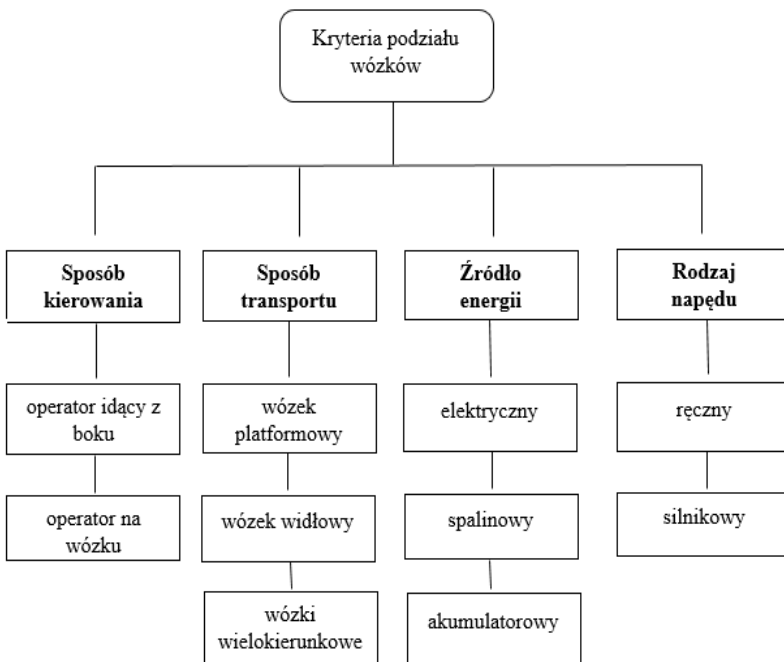 Kryteria podziału
wózków
Sposób
kierowania
operator idący z
boku
operator na
wózku
Sposób
transportu
wózek
platformowy
wózek widłowy
wózki
wielokierunkowe
Źródło
energii
elektryczny
spalinowy
akumulatorowy
Rodzaj
napędu
ręczny
silnikowy